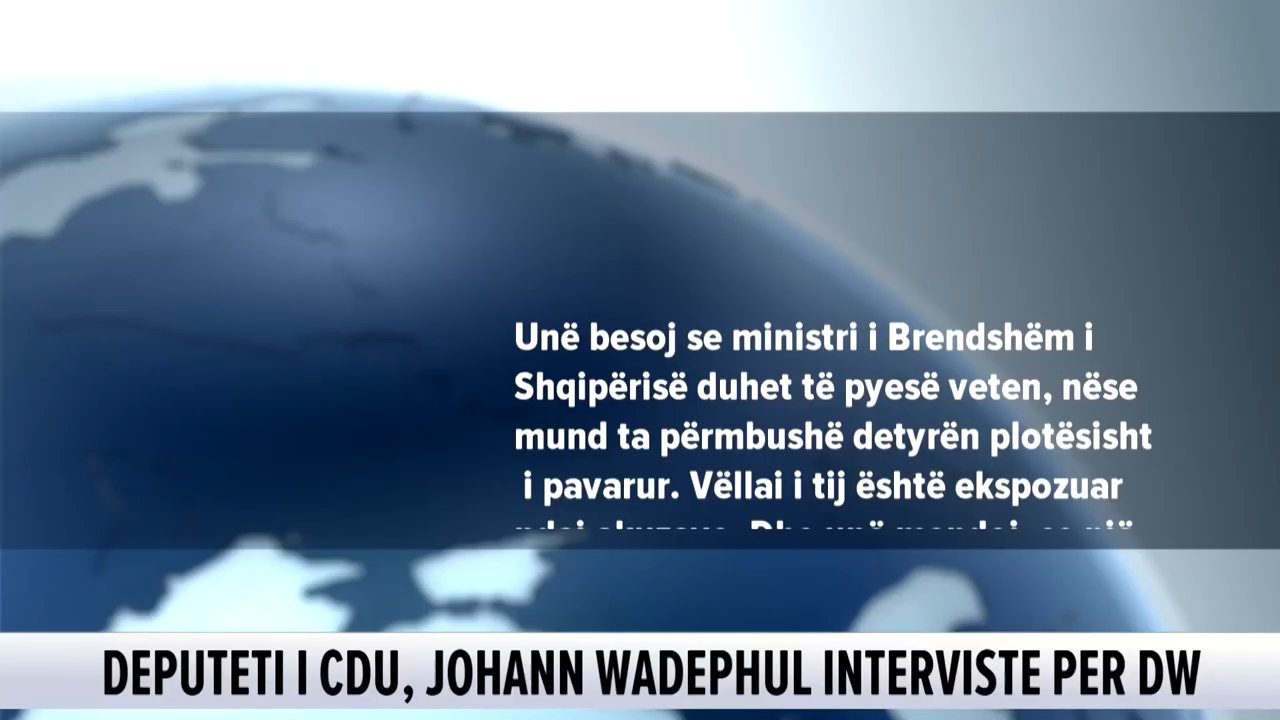 Unë besoj se ministri i Brendshëm i
Shqipërisë duhet të pyesë veten, nëse
mund ta përmbushë detyrën plotësisht
i pavarur. Vëllai i tij është ekspozuar
DEPUTETI I CDU, JOHANN WADEPHUL INTERVISTE PER DW